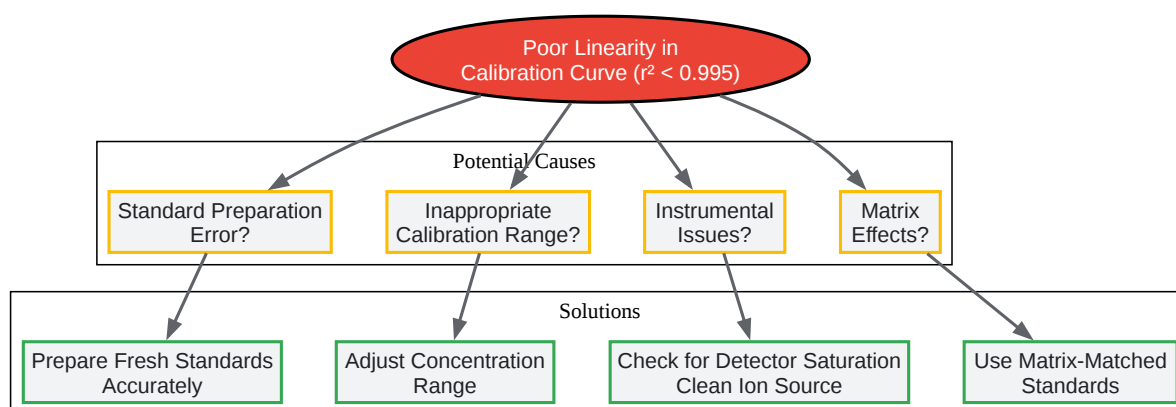 Poor Linearity in
Calibration Curve (r² < 0.995)
Potential Causes
Standard Preparation
Error?
Inappropriate
Calibration Range?
Instrumental
Issues?
Matrix
Effects?
Solutions
Prepare Fresh Standards
Accurately
Adjust Concentration
Range
Check for Detector Saturation
Clean Ion Source
Use Matrix-Matched
Standards